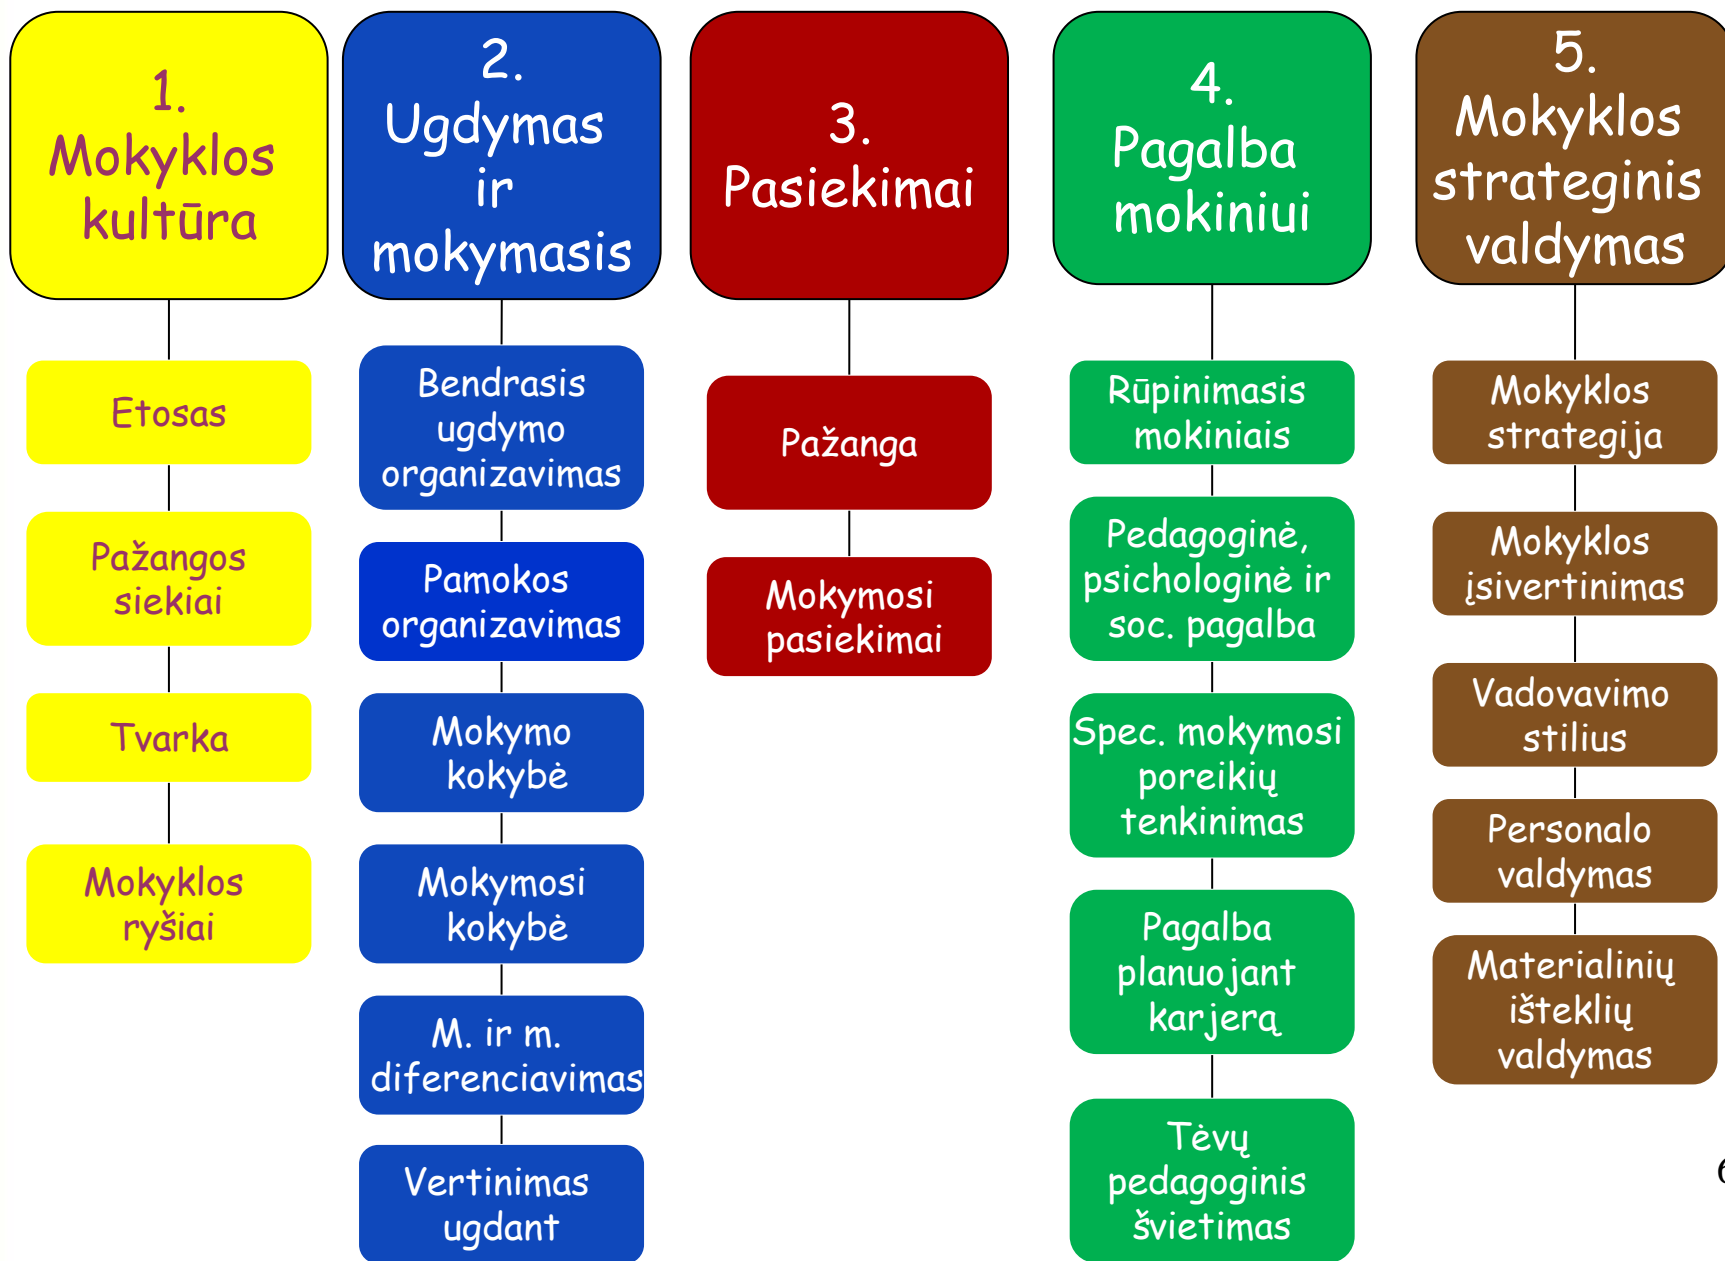 1.
Mokyklos
kultūra
Etosas
Pažangos
siekiai
Tvarka
Mokyklos
ryšiai
2.
Ugdymas
ir
mokymasis
Bendrasis
ugdymo
organizavimas
Pamokos
organizavimas
Mokymo
kokybė
Mokymosi
kokybė
M. ir m.
diferenciavimas
Vertinimas
ugdant
3.
Pasiekimai
Pažanga
Mokymosi
pasiekimai
4.
Pagalba
mokiniui
Rūpinimasis
mokiniais
Pedagoginė,
psichologinė ir
soc. pagalba
Spec. mokymosi
poreikių
tenkinimas
Pagalba
planuojant
karjerą
Tėvų
pedagoginis
švietimas
5.
Mokyklos
strateginis
valdymas
Mokyklos
strategija
Mokyklos
įsivertinimas
Vadovavimo
stilius
Personalo
valdymas
Materialinių
išteklių
valdymas